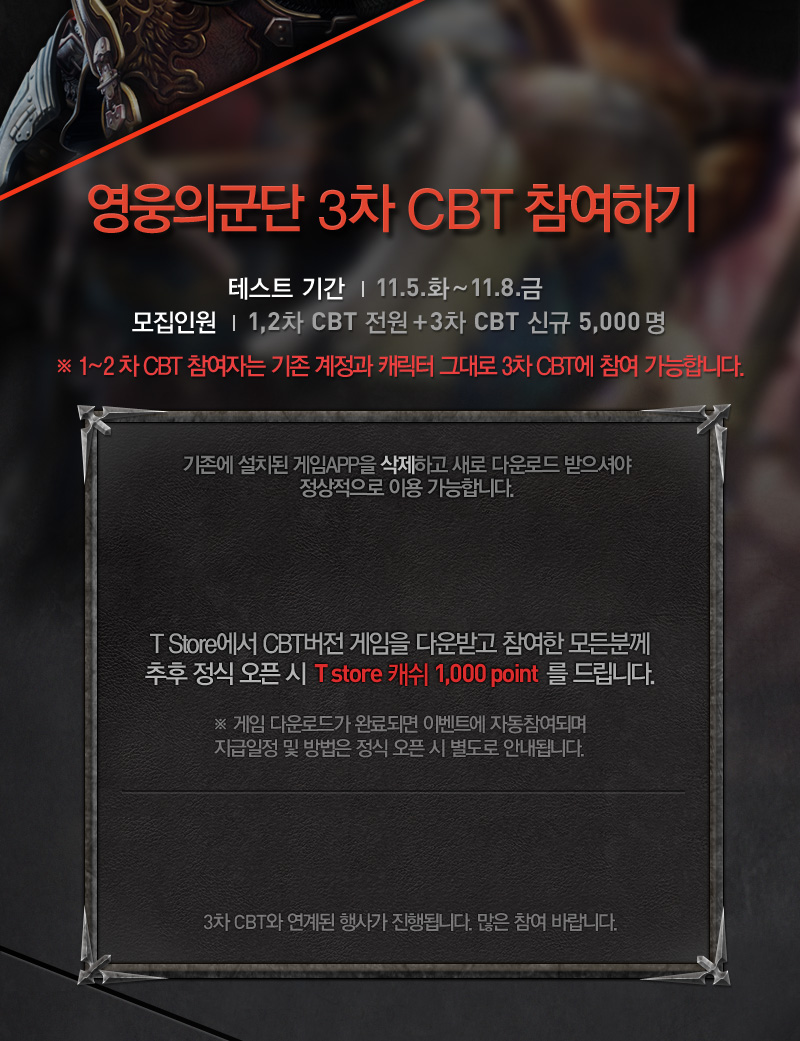 영웅의군단 3차 CBT 참여하기
테스트 기간 | 11.5.화~11.8.금
모집인원 | 1,2차 CBT 전원+3차 CBT 신규 5,000명
※ 1~2 차 CBT 참여자는 기존 계정과 캐릭터 그대로 3차 CBT에 참여 가능합니다.
기존에 설치된 게임APP을 삭제하고 새로 다운로드 받으셔야
정상적으로 이용 가능합니다.
T Store에서 CBT버전 게임을 다운받고 참여한 모든분께
추후 정식 오픈 시 T store 캐쉬 1,000 point 를 드립니다.
※ 게임 다운로드가 완료되면 이벤트에 자동참여되며
지급일정 및 방법은 정식 오픈 시 별도로 안내됩니다.
3차 CBT와 연계된 행사가 진행됩니다. 많은 참여 바랍니다.